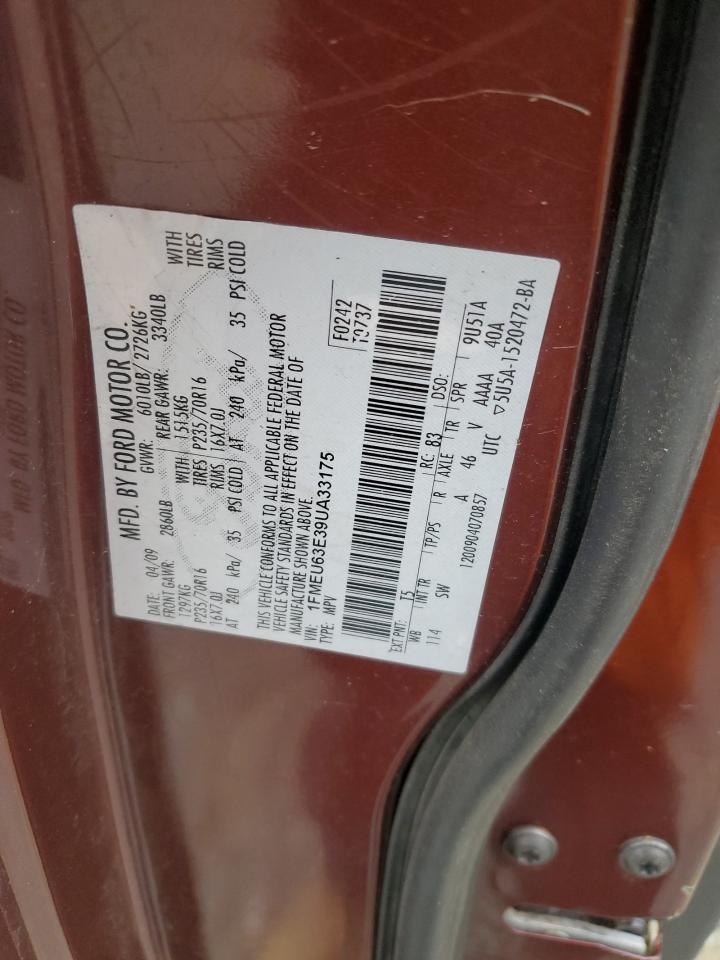 MFD. BY FORD MOTOR CO.
DATE: 04/09 GVWR: 6010LB/ 2726KG
FRONT GAWR: 2860LB REAR GAWR: 3340LB
1297KG WITH 1515KG WITH
P235/70R16 TIRES P235/70R16 TIRES
16X7.0J RIMS 16X7.0J RIMS
AT 240 kPa/ 35 PSI COLD AT 240 kPa/ 35 PSI COLD
THIS VEHICLE CONFORMS TO ALL APPLICABLE FEDERAL MOTOR
VEHICLE SAFETY STANDARDS IN EFFECT ON THE DATE OF
MANUFACTURE SHOWN ABOVE.
VIN: 1FMEU63E39UA33175
TYPE: MPV
F0242
T3737
EXT PNT: T5 RC: 83 DSO:
WB INT TR TP/PS R AXLE TR SPR 9U51A
114 SW A 46 V AAAA 40A
1200904070857 UTC ▽5U5A-1520472-BA